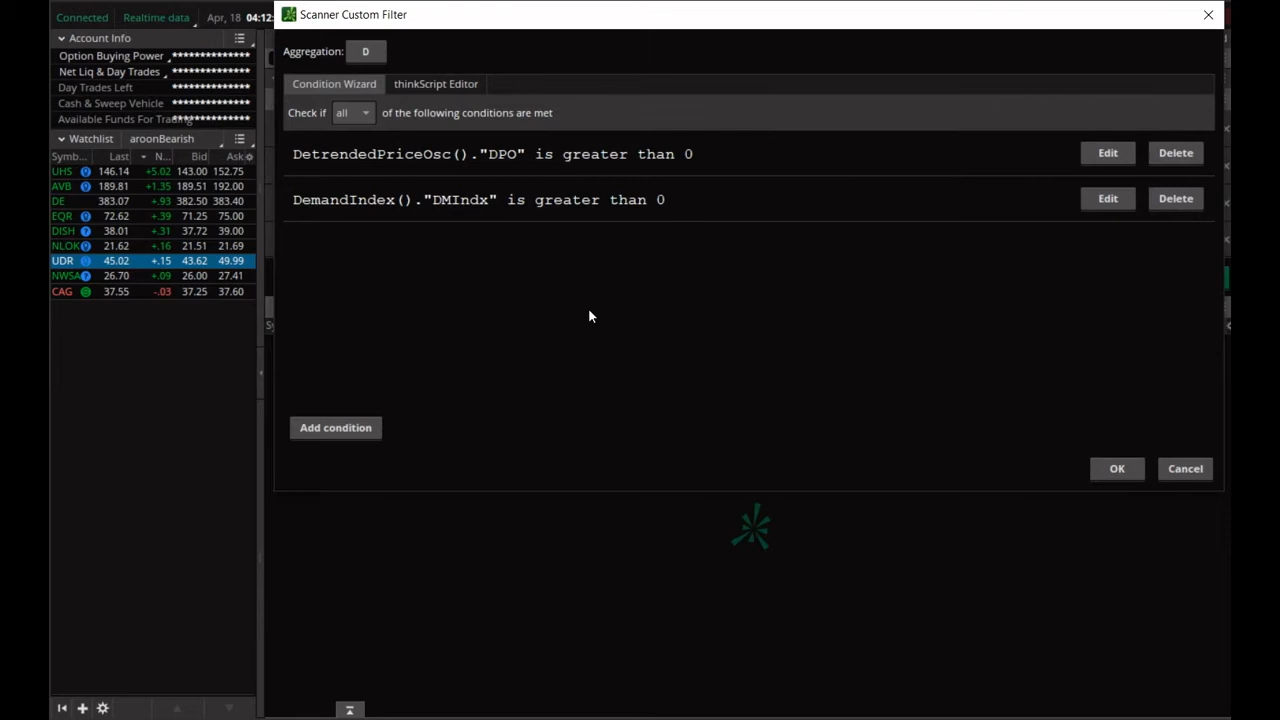 Connected Realtime data Apr, 18 04:12:
Scanner Custom Filter
Account Info
Option Buying Power **************
Net Liq & Day Trades **************
Day Trades Left **************
Cash & Sweep Vehicle **************
Available Funds For Trading **************
Watchlist aroonBearish
Symb... Last N... Bid Ask
UHS 146.14 +5.02 143.00 152.75
AVB 189.81 +1.35 189.51 192.00
DE 383.07 +.93 382.50 383.40
EQR 72.62 +.39 71.25 75.00
DISH 38.01 +.31 37.72 39.00
NLOK 21.62 +.16 21.51 21.69
UDR 45.02 +.15 43.62 49.99
NWSA 26.70 +.09 26.00 27.41
CAG 37.55 -.03 37.25 37.60
Aggregation: D
Condition Wizard thinkScript Editor
Check if all of the following conditions are met
DetrendedPriceOsc()."DPO" is greater than 0 Edit Delete
DemandIndex()."DMIndx" is greater than 0 Edit Delete
Add condition
OK Cancel